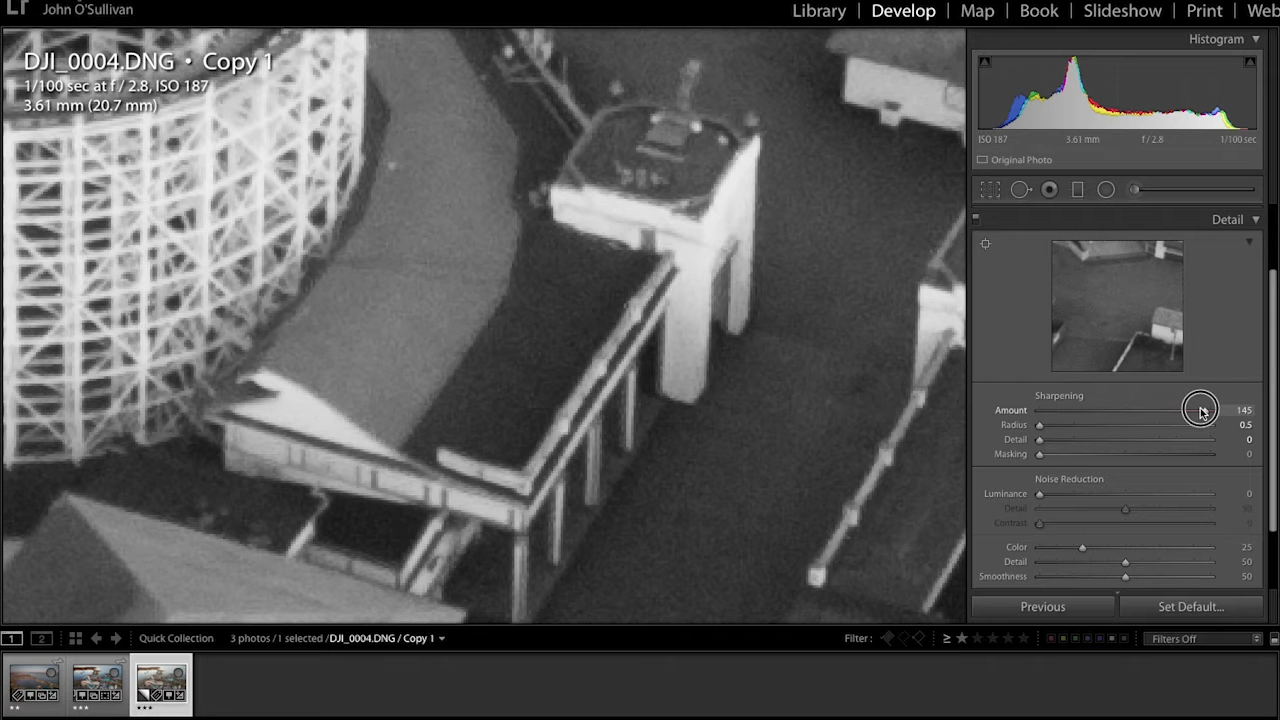 Lr
John O'Sullivan
Library | Develop | Map | Book | Slideshow | Print | Web
DJI_0004.DNG • Copy 1
1/100 sec at f / 2.8, ISO 187
3.61 mm (20.7 mm)
Histogram
ISO 187 3.61 mm f / 2.8 1/100 sec
Original Photo
Detail
Sharpening
Amount 145
Radius 0.5
Detail 0
Masking 0
Noise Reduction
Luminance 0
Detail 50
Contrast 0
Color 25
Detail 50
Smoothness 50
Previous Set Default...
1 2 Quick Collection 3 photos / 1 selected / DJI_0004.DNG / Copy 1 Filter: ≥ Filters Off